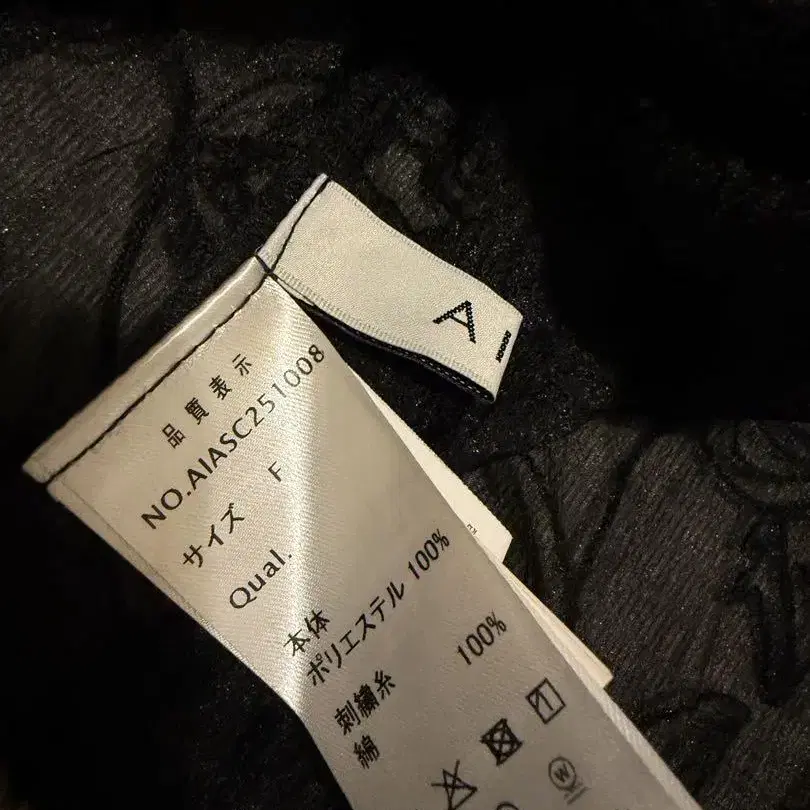 A
品質表示
NO.AIASC251008
サイズ F
Qual.
本体
ポリエステル 100%
刺繍糸
綿 100%
W